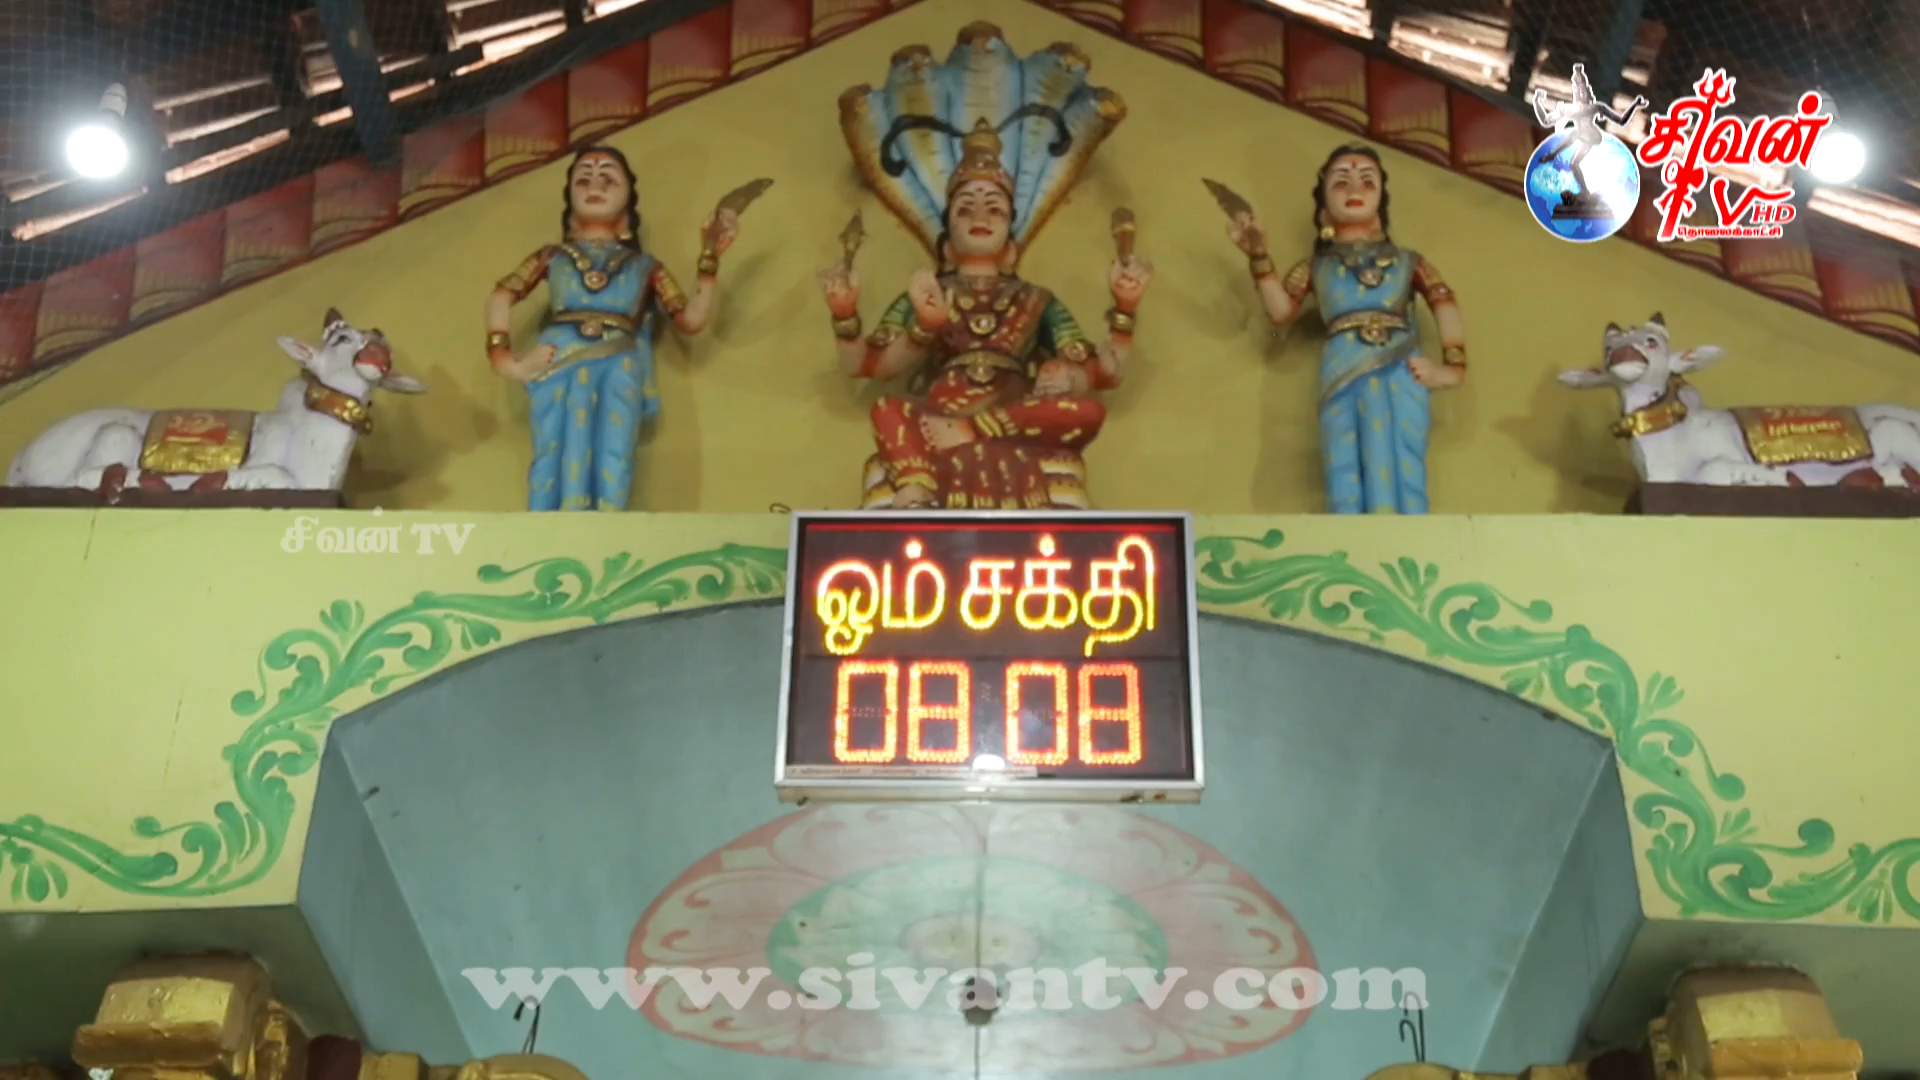 சிவன்
TV HD
தொலைக்காட்சி
சிவன் TV
ஓம் சக்தி
08 08
www.sivantv.com